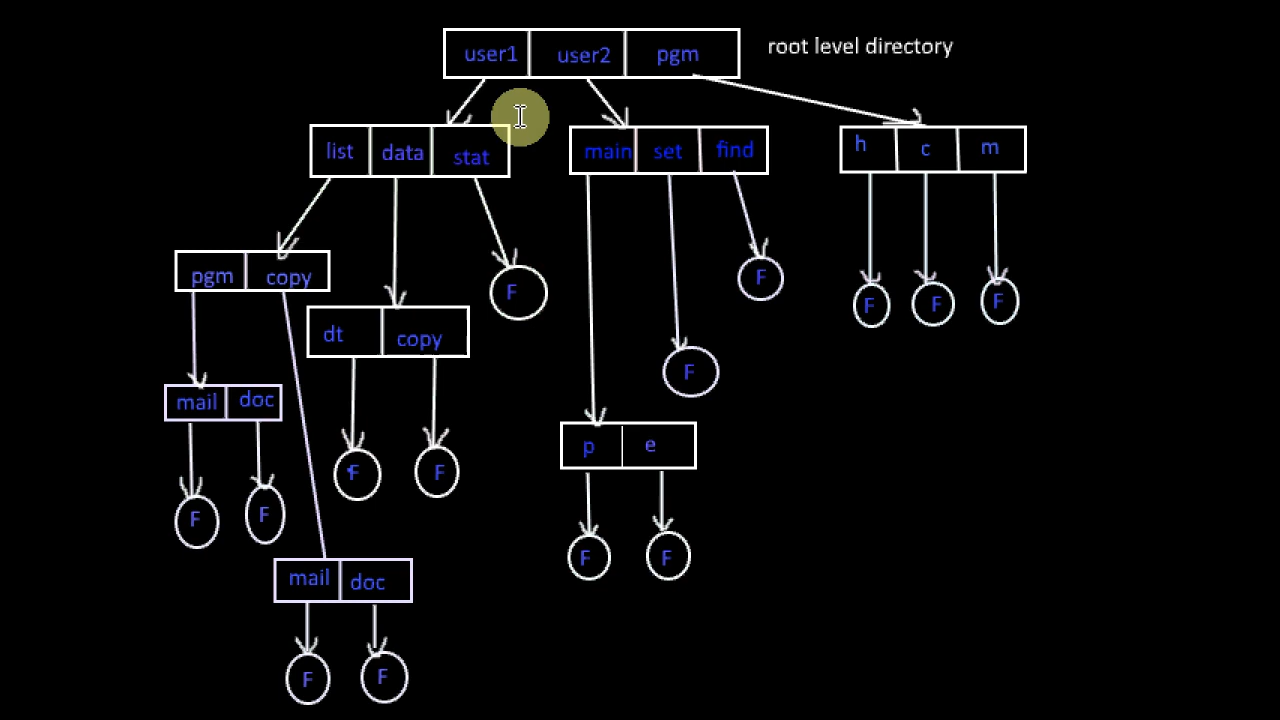 user1 user2 pgm root level directory
list data stat main set find h c m
pgm copy F F F F F
dt copy F
mail doc p e
F F F F
mail doc F F
F F